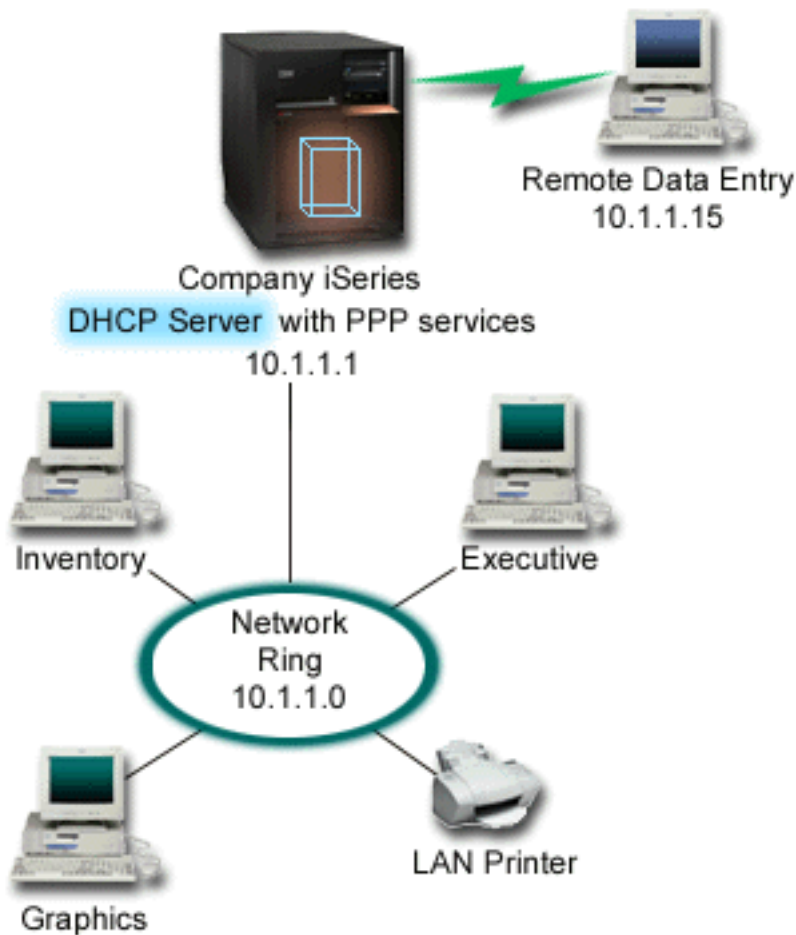 Remote Data Entry
10.1.1.15
Company iSeries
DHCP Server with PPP services
10.1.1.1
Inventory
Executive
Network
Ring
10.1.1.0
LAN Printer
Graphics